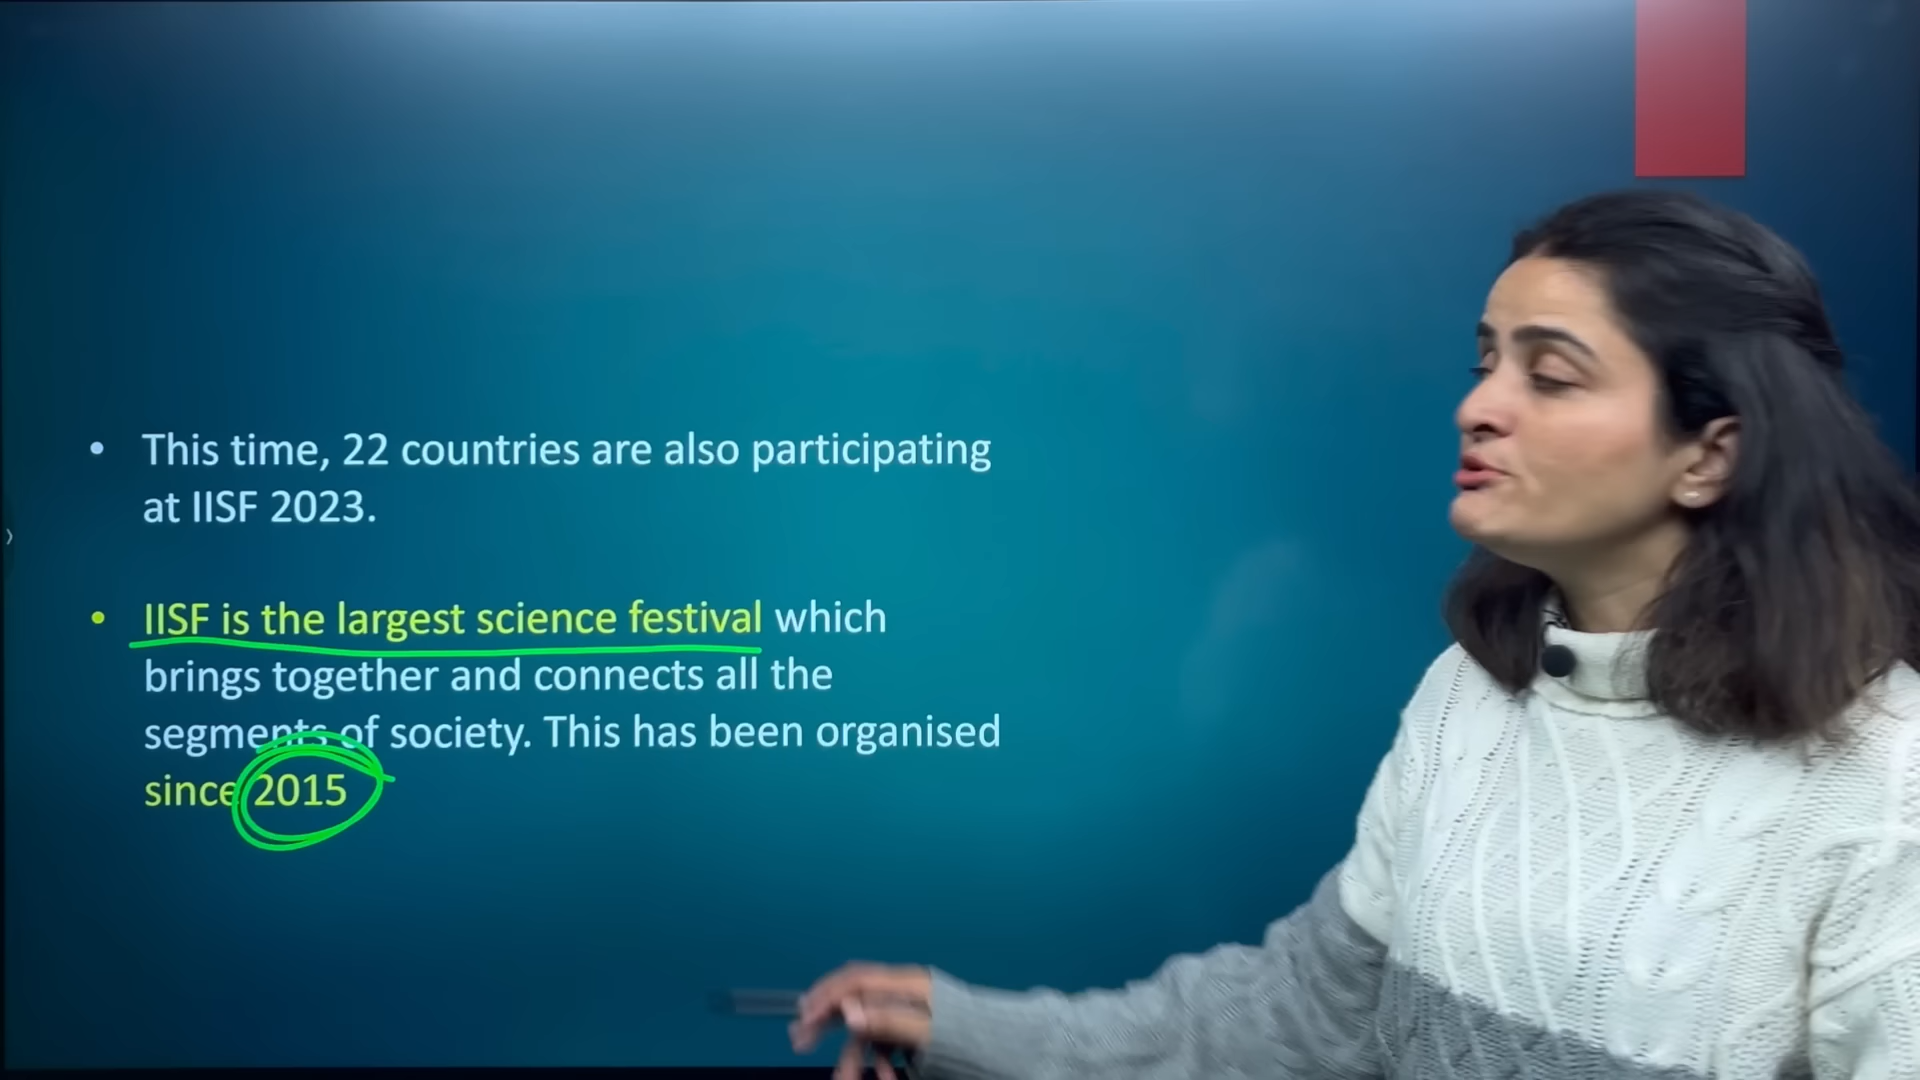 • This time, 22 countries are also participating
at IISF 2023.
• IISF is the largest science festival which
brings together and connects all the
segments of society. This has been organised
since 2015